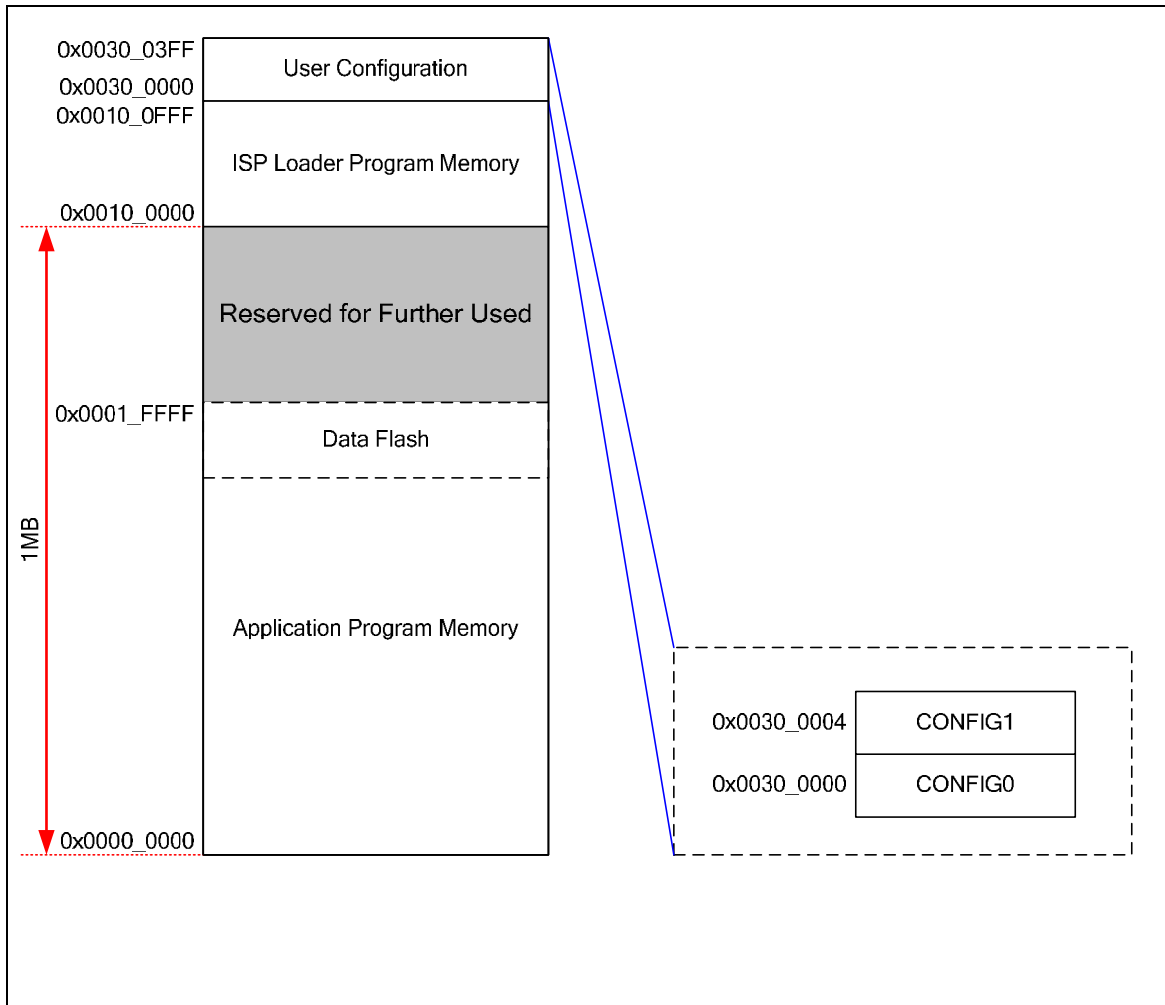 0x0030_03FF
User Configuration
0x0030_0000
0x0010_0FFF
ISP Loader Program Memory
0x0010_0000
Reserved for Further Used
0x0001_FFFF
Data Flash
1MB
Application Program Memory
0x0030_0004
CONFIG1
0x0030_0000
CONFIG0
0x0000_0000